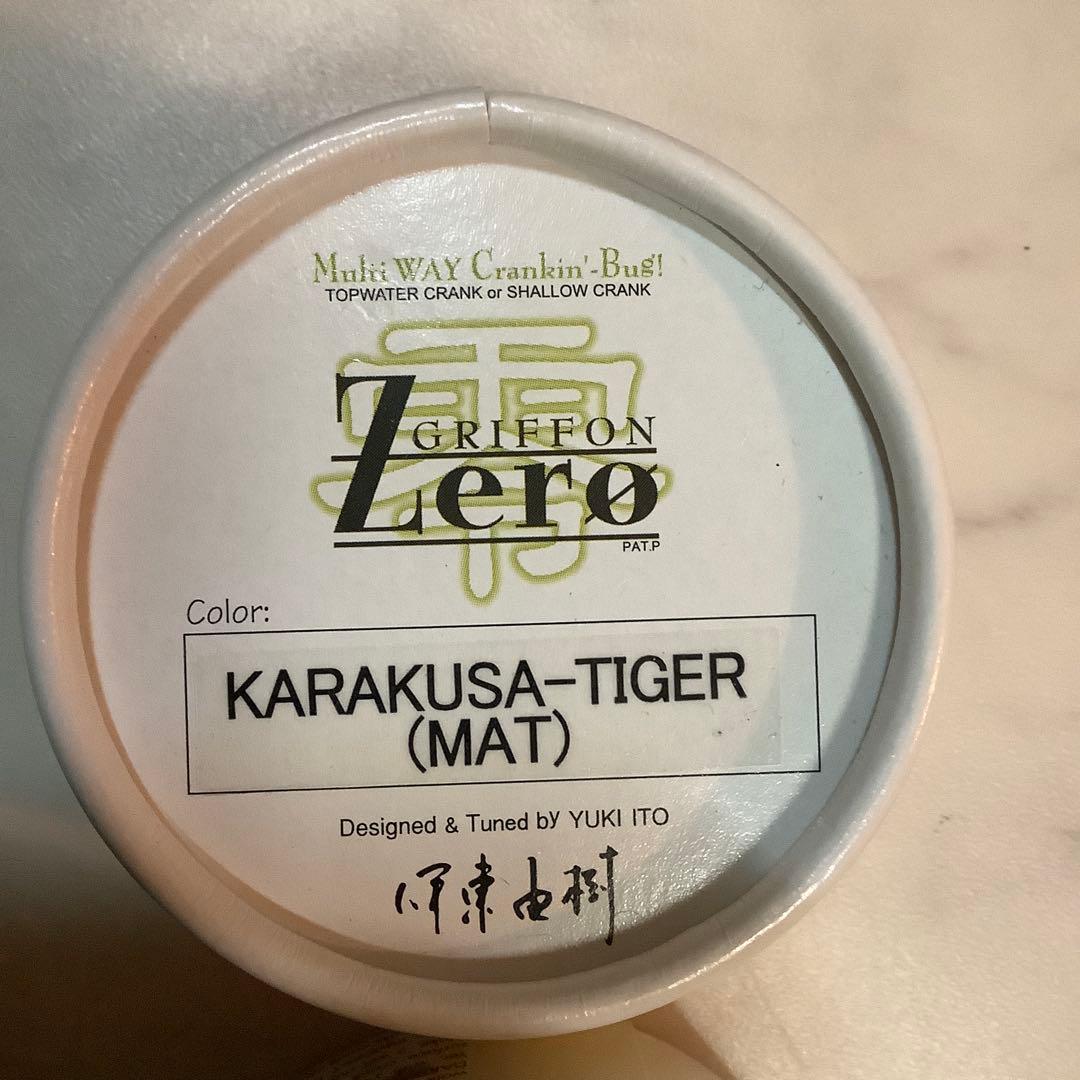 Multi WAY Crankin'-Bug!
TOPWATER CRANK or SHALLOW CRANK
零
GRIFFON
Zerø
PAT.P
Color:
KARAKUSA-TIGER
(MAT)
Designed & Tuned by YUKI ITO
伊東由樹